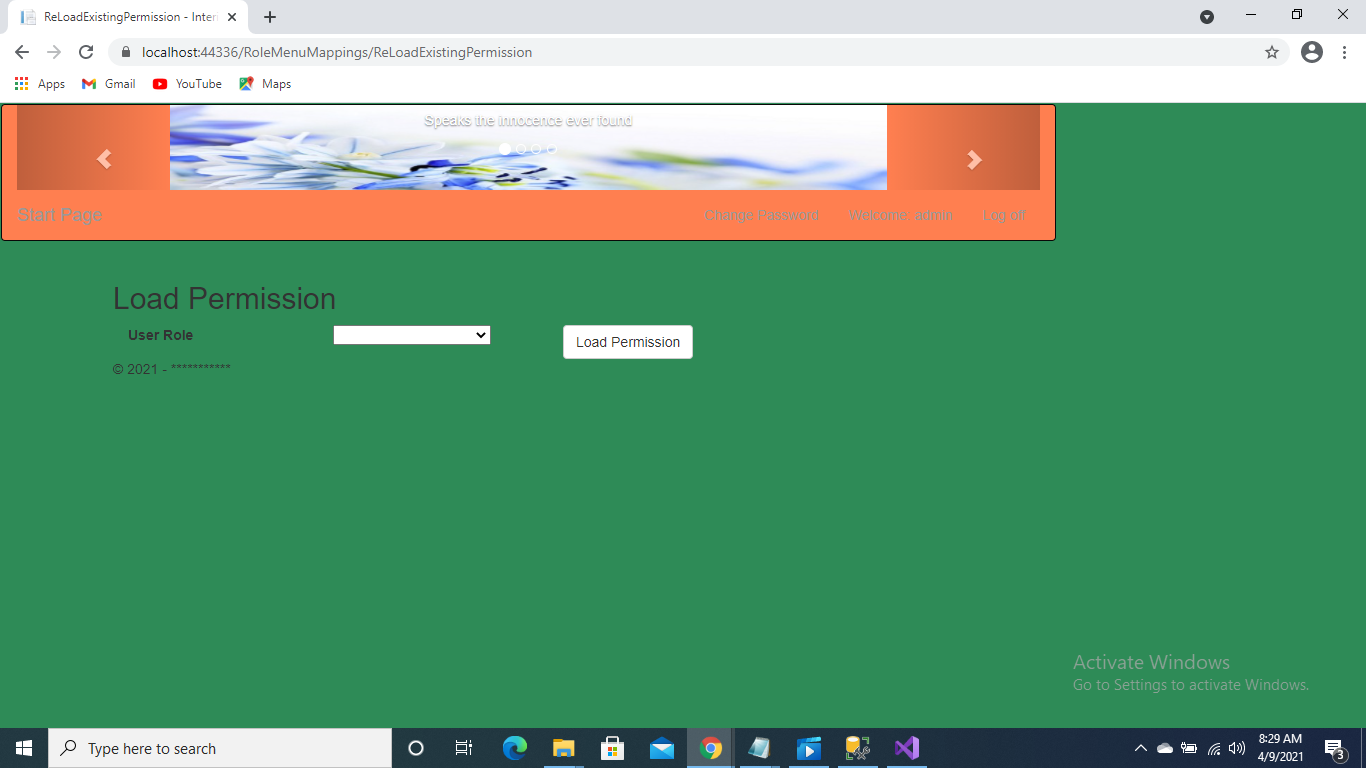 ReLoadExistingPermission - Inter
localhost:44336/RoleMenuMappings/ReLoadExistingPermission
Apps Gmail YouTube Maps
Speaks the innocence ever found
Start Page Change Password Welcome: admin Log off
Load Permission
User Role Load Permission
© 2021 - ***********
Activate Windows
Go to Settings to activate Windows.
Type here to search
8:29 AM
4/9/2021
3